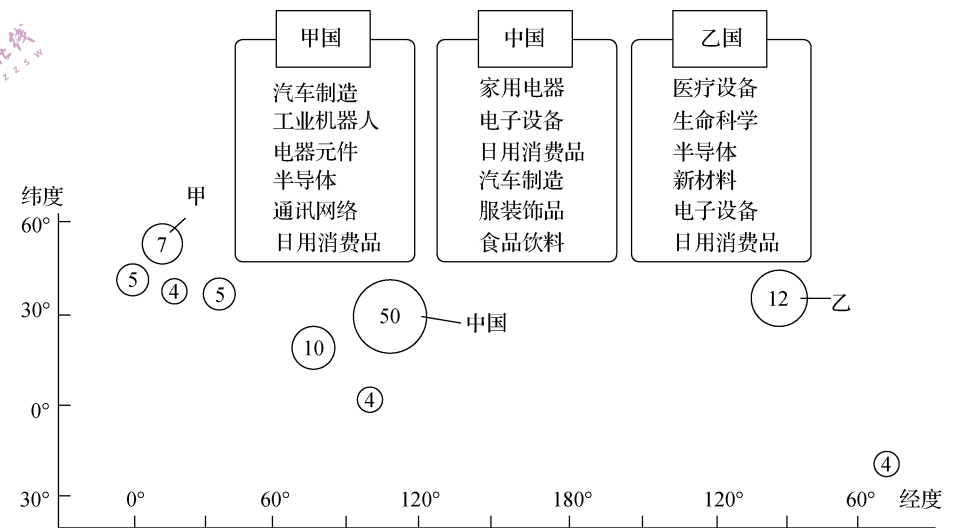 甲国
汽车制造
工业机器人
电器元件
半导体
通讯网络
日用消费品
中国
家用电器
电子设备
日用消费品
汽车制造
服装饰品
食品饮料
乙国
医疗设备
生命科学
半导体
新材料
电子设备
日用消费品
纬度
60°
30°
0°
30°
甲
7
5
4
5
10
50
中国
4
12
乙
4
0°
60°
120°
180°
120°
60°
经度